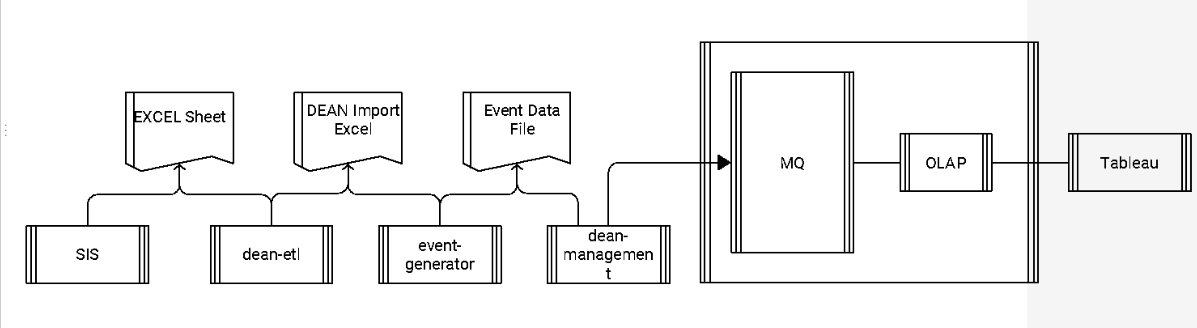 EXCEL Sheet
DEAN Import
Excel
Event Data
File
MQ
OLAP
Tableau
SIS
dean-etl
event-
generator
dean-
managemen
t